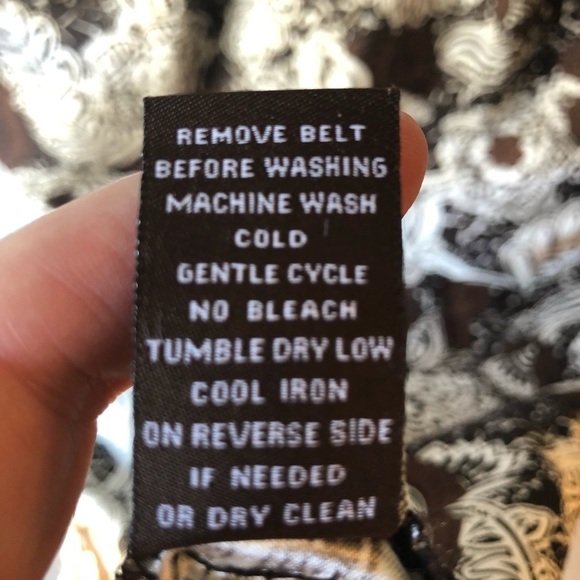 REMOVE BELT
BEFORE WASHING
MACHINE WASH
COLD
GENTLE CYCLE
NO BLEACH
TUMBLE DRY LOW
COOL IRON
ON REVERSE SIDE
IF NEEDED
OR DRY CLEAN